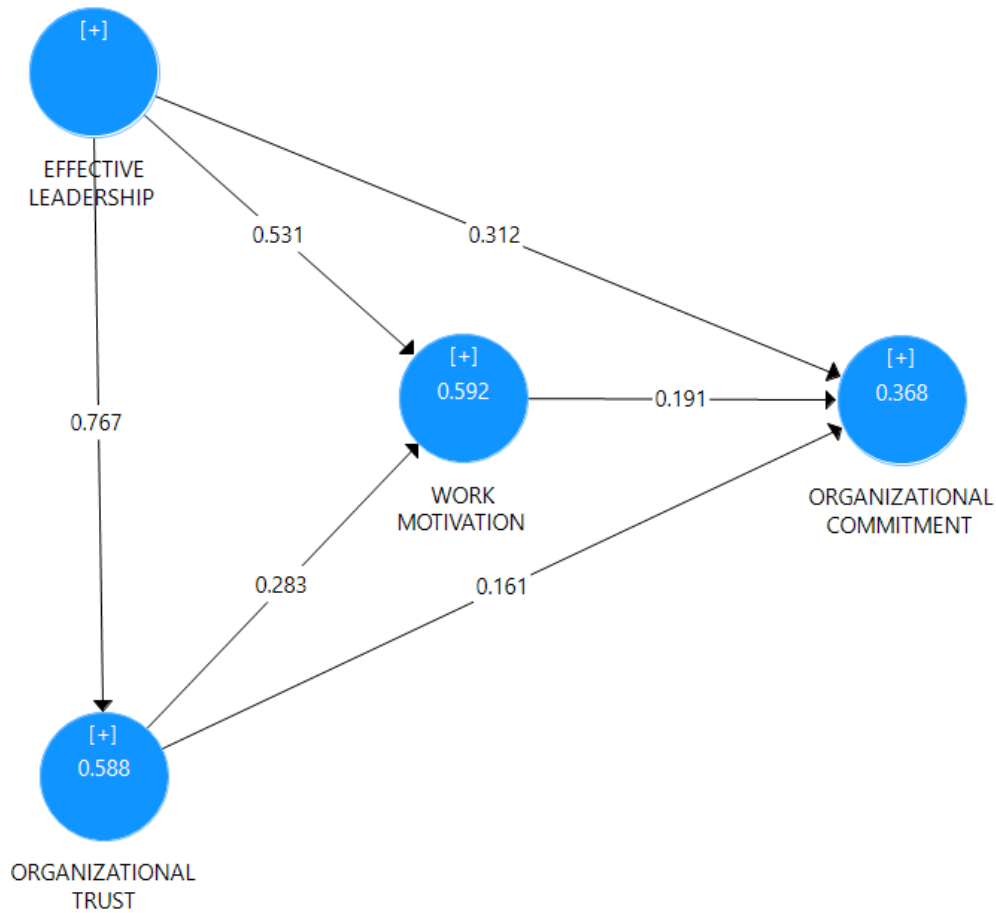 [+]
EFFECTIVE
LEADERSHIP
0.531
0.312
[+]
0.592
[+]
0.368
0.767
0.191
WORK
MOTIVATION
ORGANIZATIONAL
COMMITMENT
0.283
0.161
[+]
0.588
ORGANIZATIONAL
TRUST